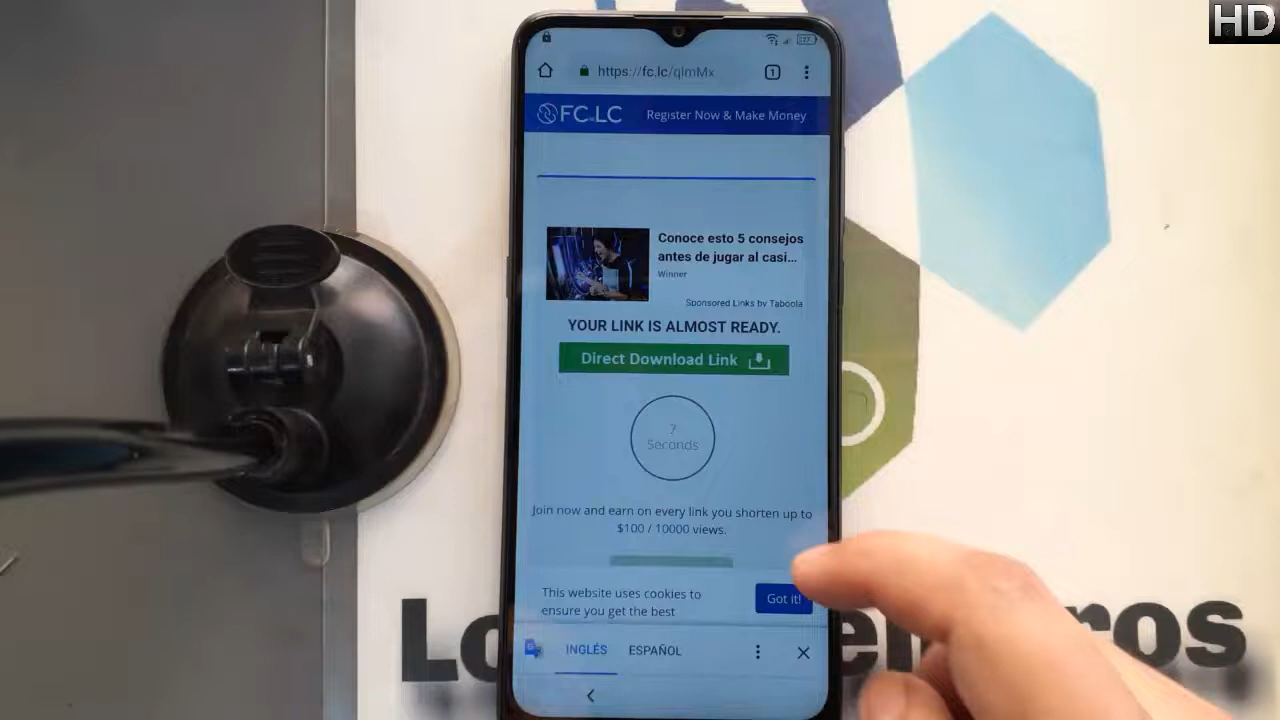 HD
https://fc.lc/qlmMx
1
FC.LC
Register Now & Make Money
Conoce esto 5 consejos
antes de jugar al casi...
Winner
Sponsored Links by Taboola
YOUR LINK IS ALMOST READY.
Direct Download Link
7
Seconds
Join now and earn on every link you shorten up to
$100 / 10000 views.
This website uses cookies to
ensure you get the best
Got it!
INGLÉS
ESPAÑOL